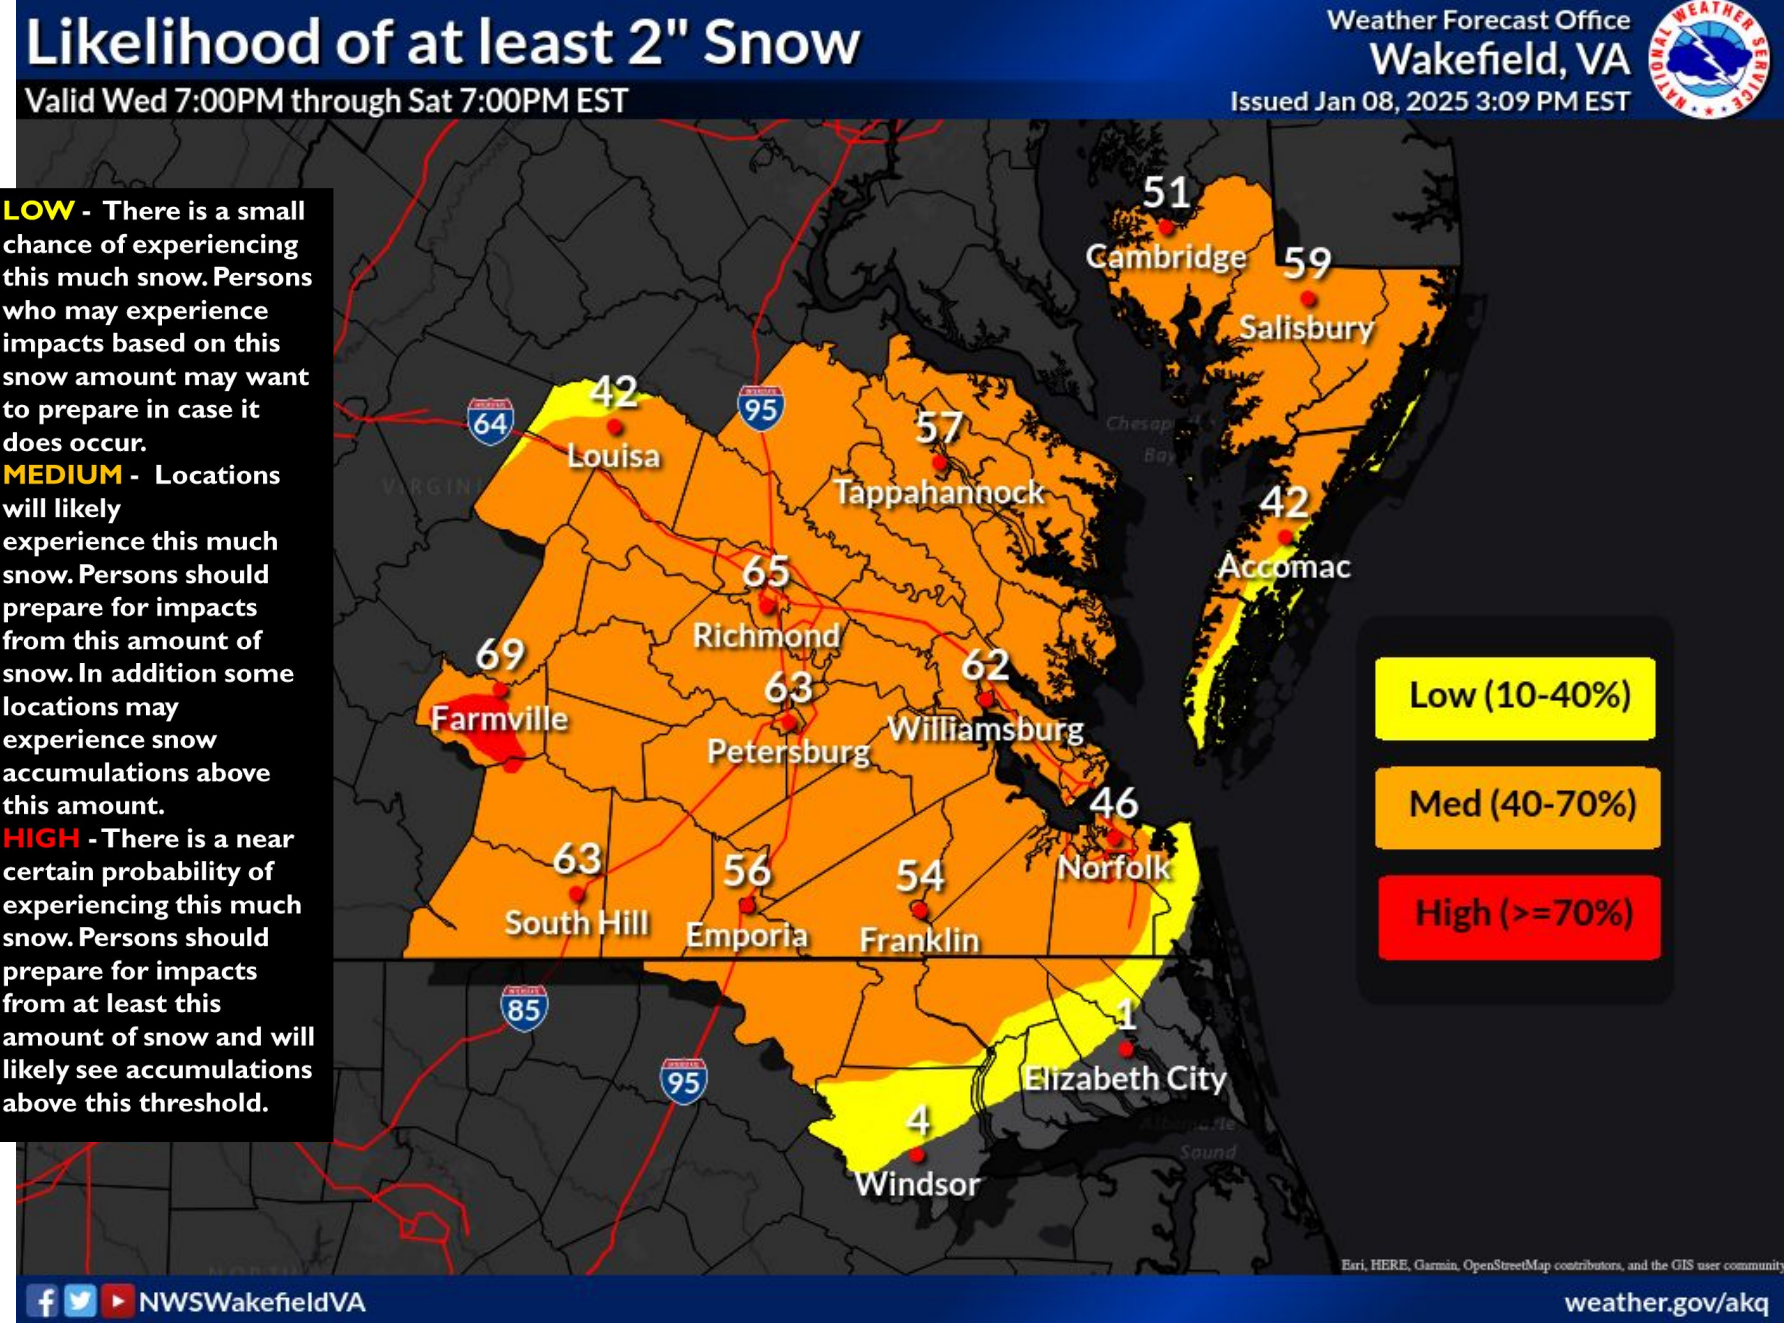 Likelihood of at least 2" Snow
Valid Wed 7:00PM through Sat 7:00PM EST
Weather Forecast Office
Wakefield, VA
Issued Jan 08, 2025 3:09 PM EST
NATIONAL WEATHER SERVICE
LOW - There is a small
chance of experiencing
this much snow. Persons
who may experience
impacts based on this
snow amount may want
to prepare in case it
does occur.
MEDIUM - Locations
will likely
experience this much
snow. Persons should
prepare for impacts
from this amount of
snow. In addition some
locations may
experience snow
accumulations above
this amount.
HIGH - There is a near
certain probability of
experiencing this much
snow. Persons should
prepare for impacts
from at least this
amount of snow and will
likely see accumulations
above this threshold.
51
Cambridge
59
Salisbury
42
Louisa
64
95
57
Tappahannock
Bay
42
Accomac
65
Richmond
69
Farmville
63
Petersburg
62
Williamsburg
46
Norfolk
63
South Hill
56
Emporia
54
Franklin
85
95
1
Elizabeth City
4
Windsor
Sound
Low (10-40%)
Med (40-70%)
High (>=70%)
Esri, HERE, Garmin, OpenStreetMap contributors, and the GIS user community
NWSWakefieldVA
weather.gov/akq